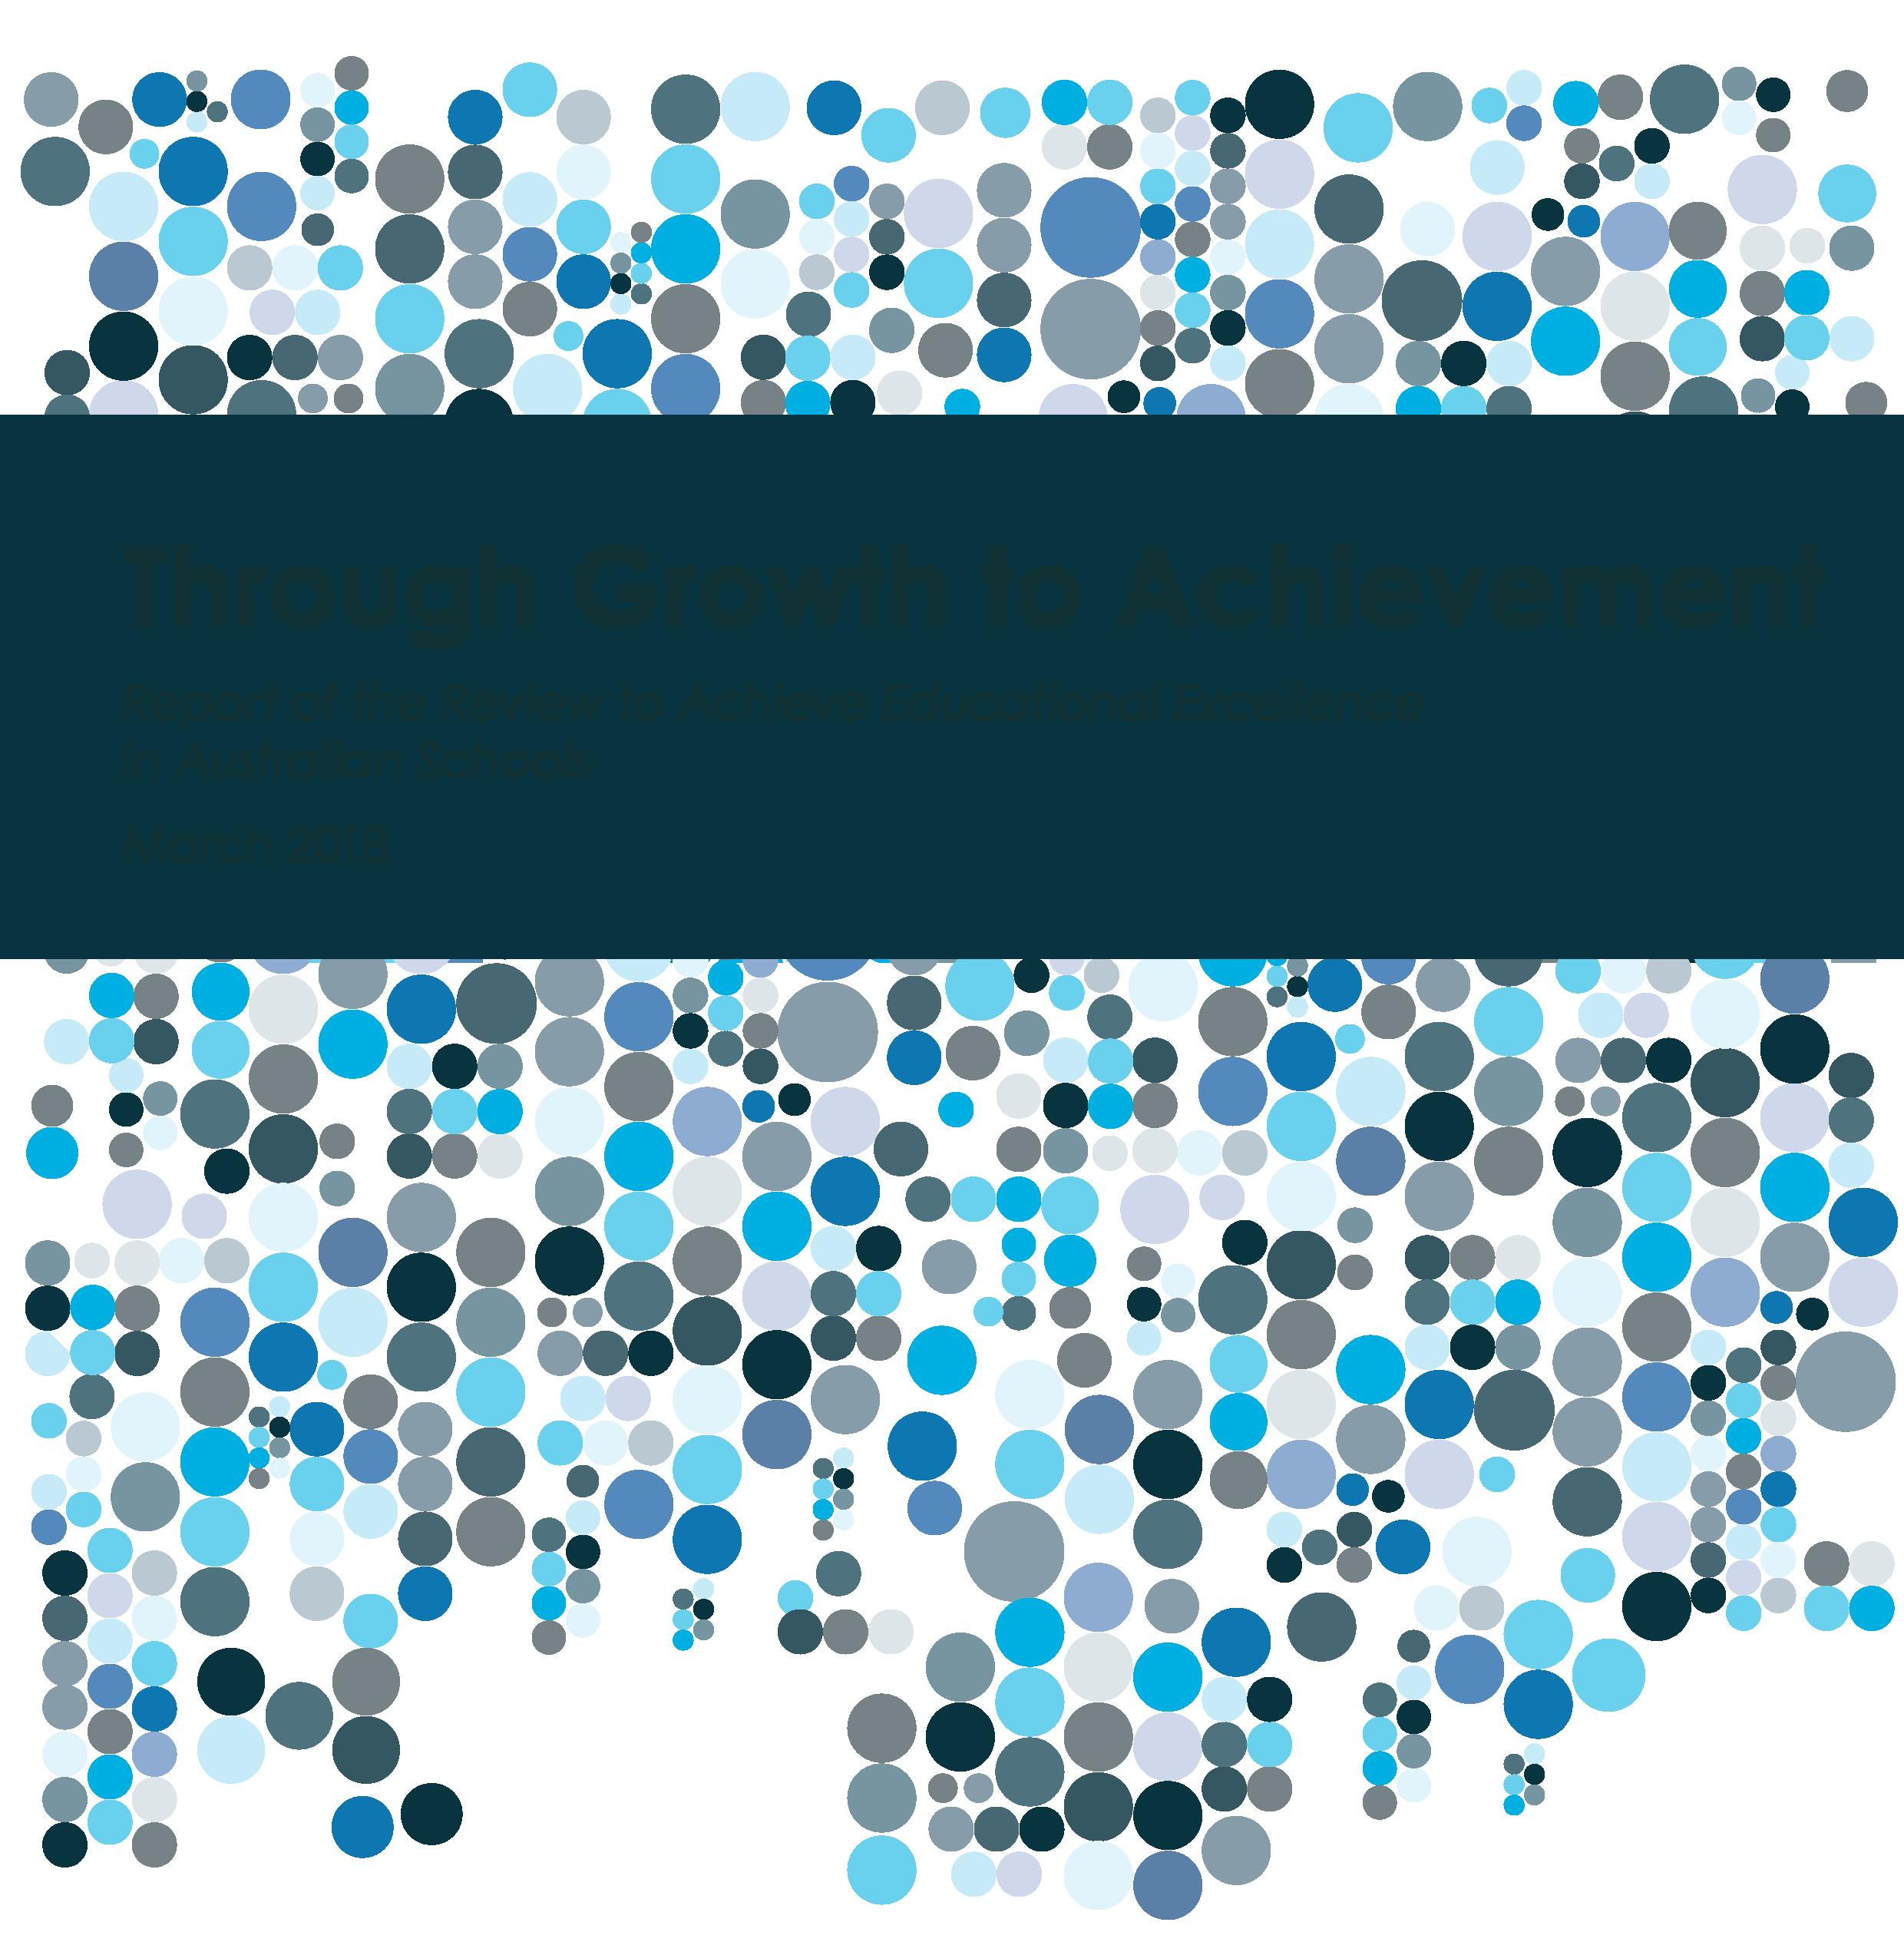 Through Growth to Achievement
Report of the Review to Achieve Educational Excellence
in Australian Schools
March 2018